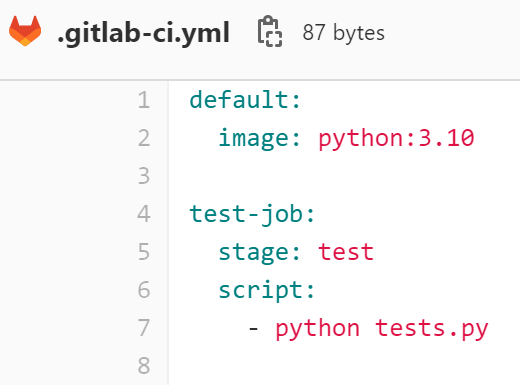 .gitlab-ci.yml 87 bytes
1 default:
2   image: python:3.10
3
4 test-job:
5   stage: test
6   script:
7     - python tests.py
8